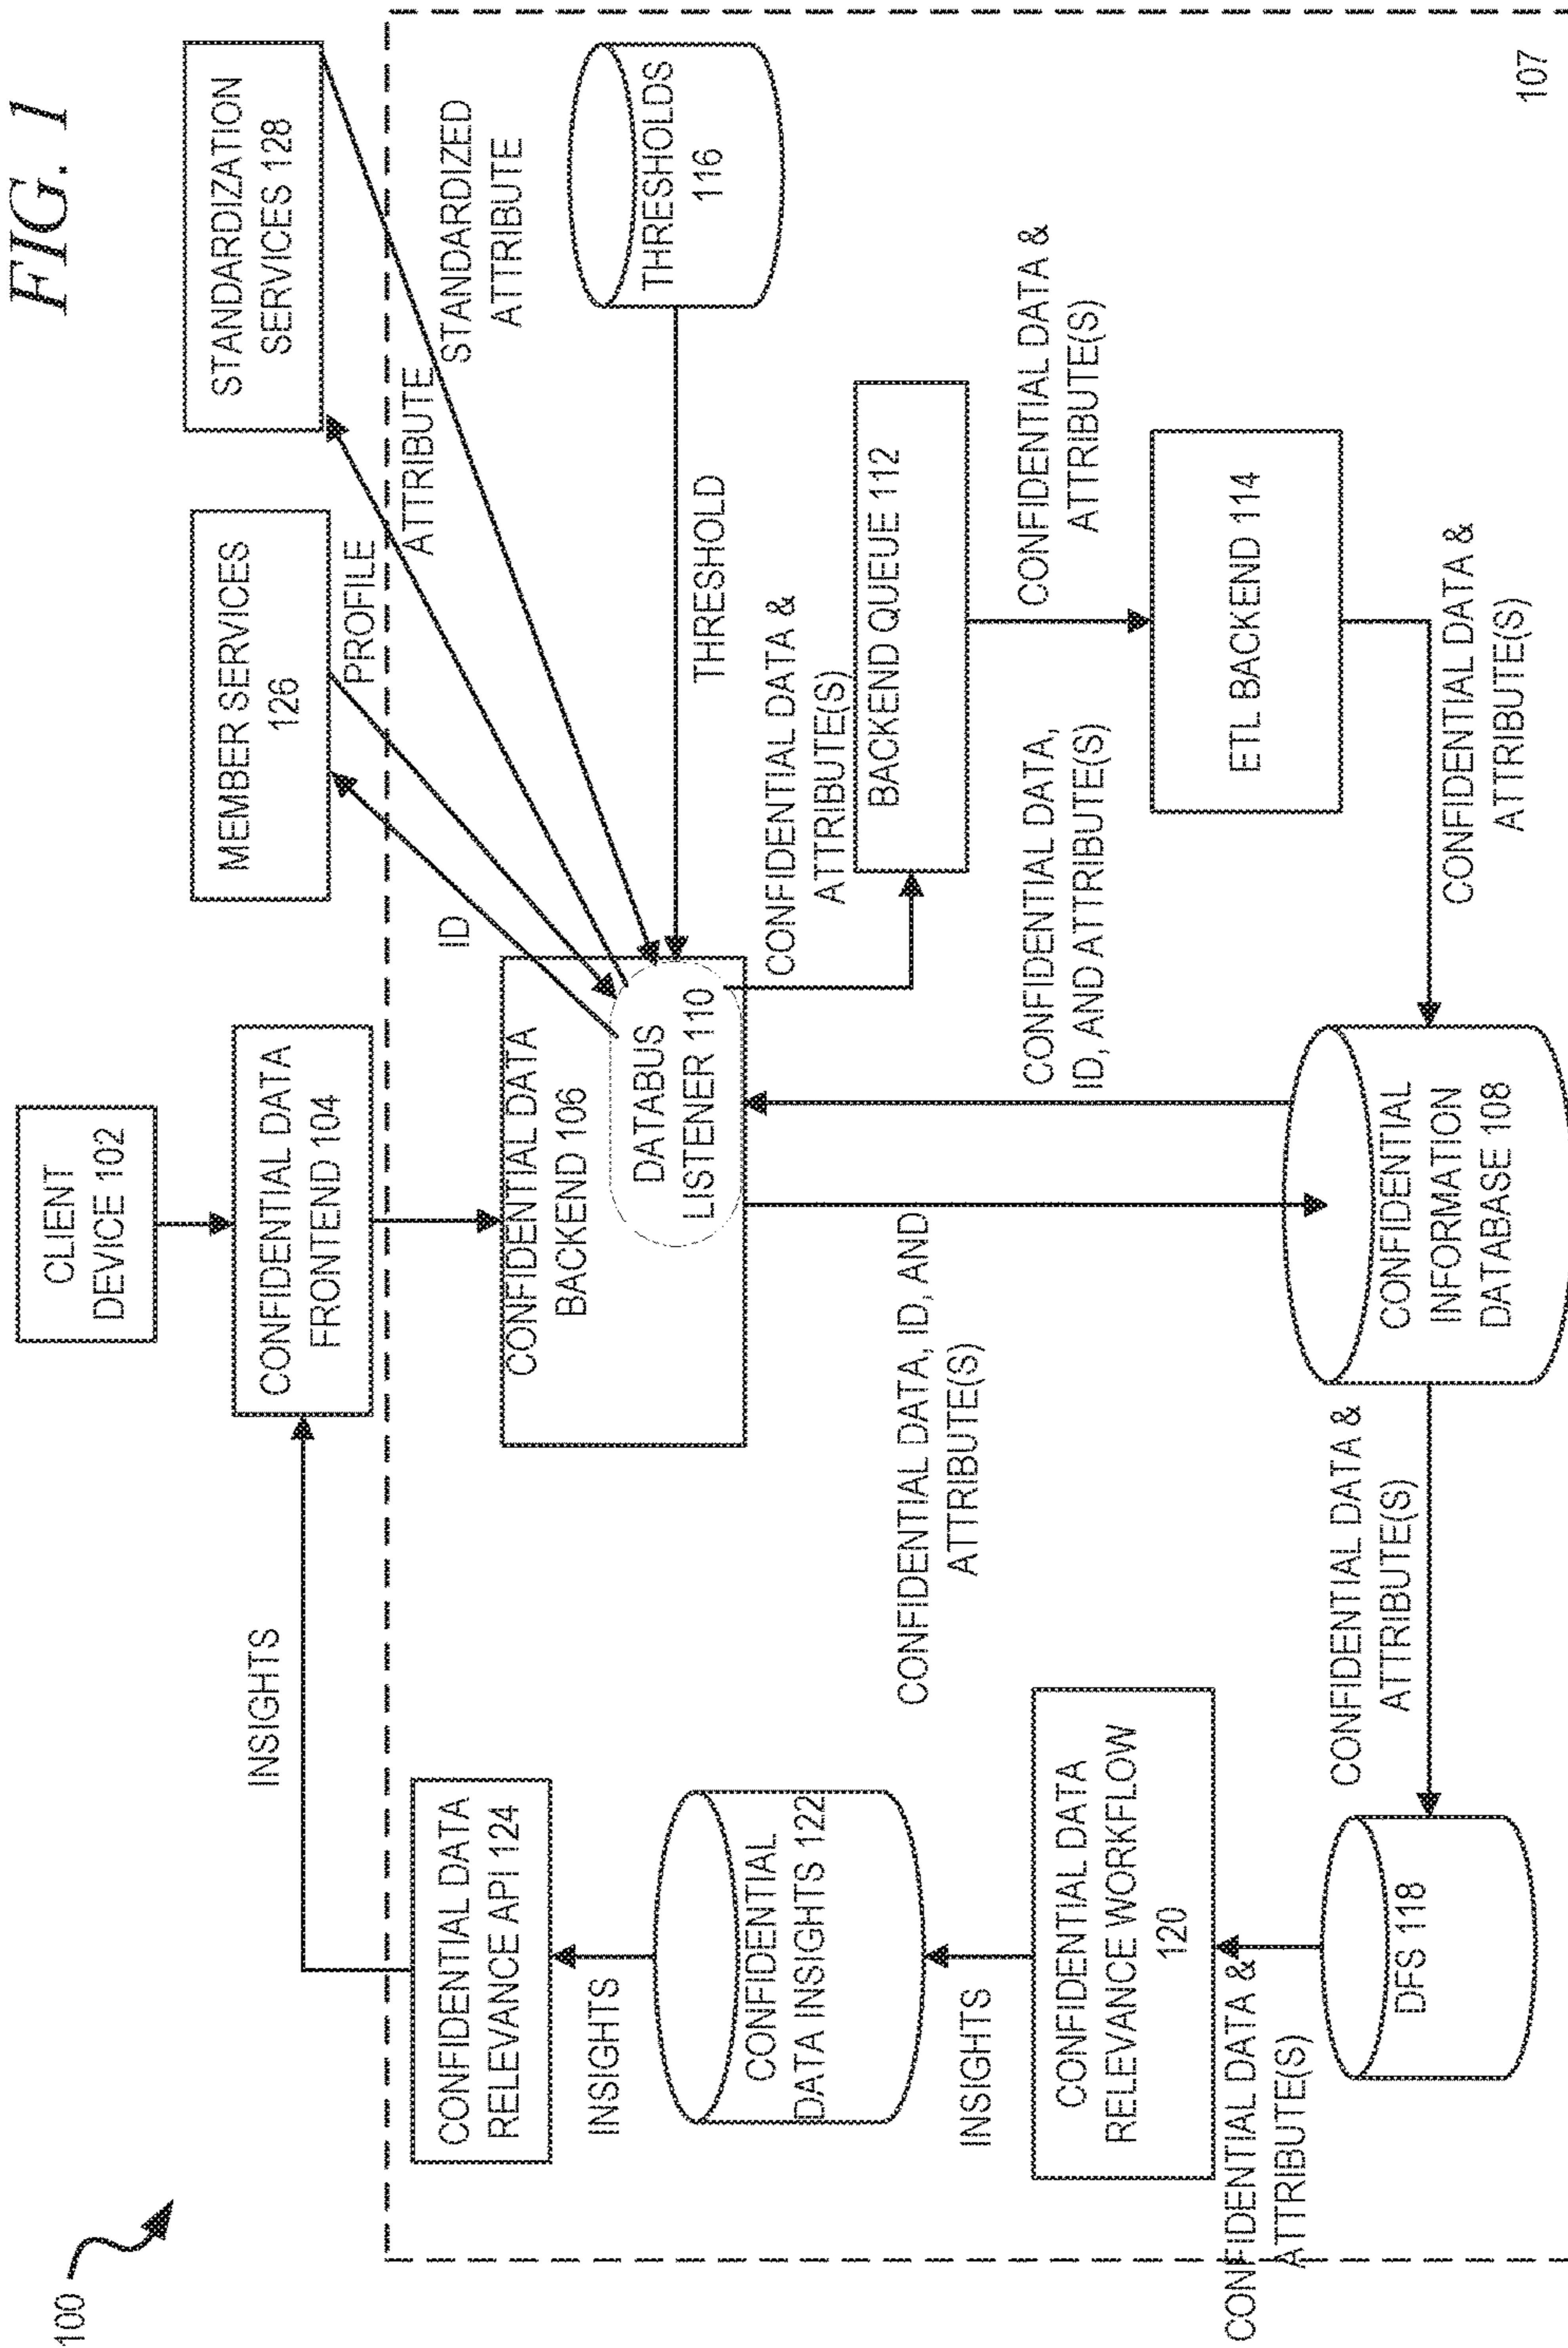 FIG. 1
100
CLIENT
DEVICE 102
INSIGHTS
CONFIDENTIAL DATA
FRONTEND 104
MEMBER SERVICES
126
STANDARDIZATION
SERVICES 128
ID
PROFILE
ATTRIBUTE
STANDARDIZED
ATTRIBUTE
CONFIDENTIAL DATA
RELEVANCE API 124
CONFIDENTIAL DATA
BACKEND 106
DATABUS
LISTENER 110
THRESHOLD
THRESHOLDS
116
INSIGHTS
CONFIDENTIAL
DATA INSIGHTS 122
CONFIDENTIAL DATA &
ATTRIBUTE(S)
BACKEND QUEUE 112
CONFIDENTIAL DATA, ID, AND
ATTRIBUTE(S)
CONFIDENTIAL DATA,
ID, AND ATTRIBUTE(S)
CONFIDENTIAL DATA &
ATTRIBUTE(S)
INSIGHTS
CONFIDENTIAL DATA
RELEVANCE WORKFLOW
120
ETL BACKEND 114
CONFIDENTIAL DATA &
ATTRIBUTE(S)
DFS 118
CONFIDENTIAL DATA &
ATTRIBUTE(S)
CONFIDENTIAL
INFORMATION
DATABASE 108
CONFIDENTIAL DATA &
ATTRIBUTE(S)
107